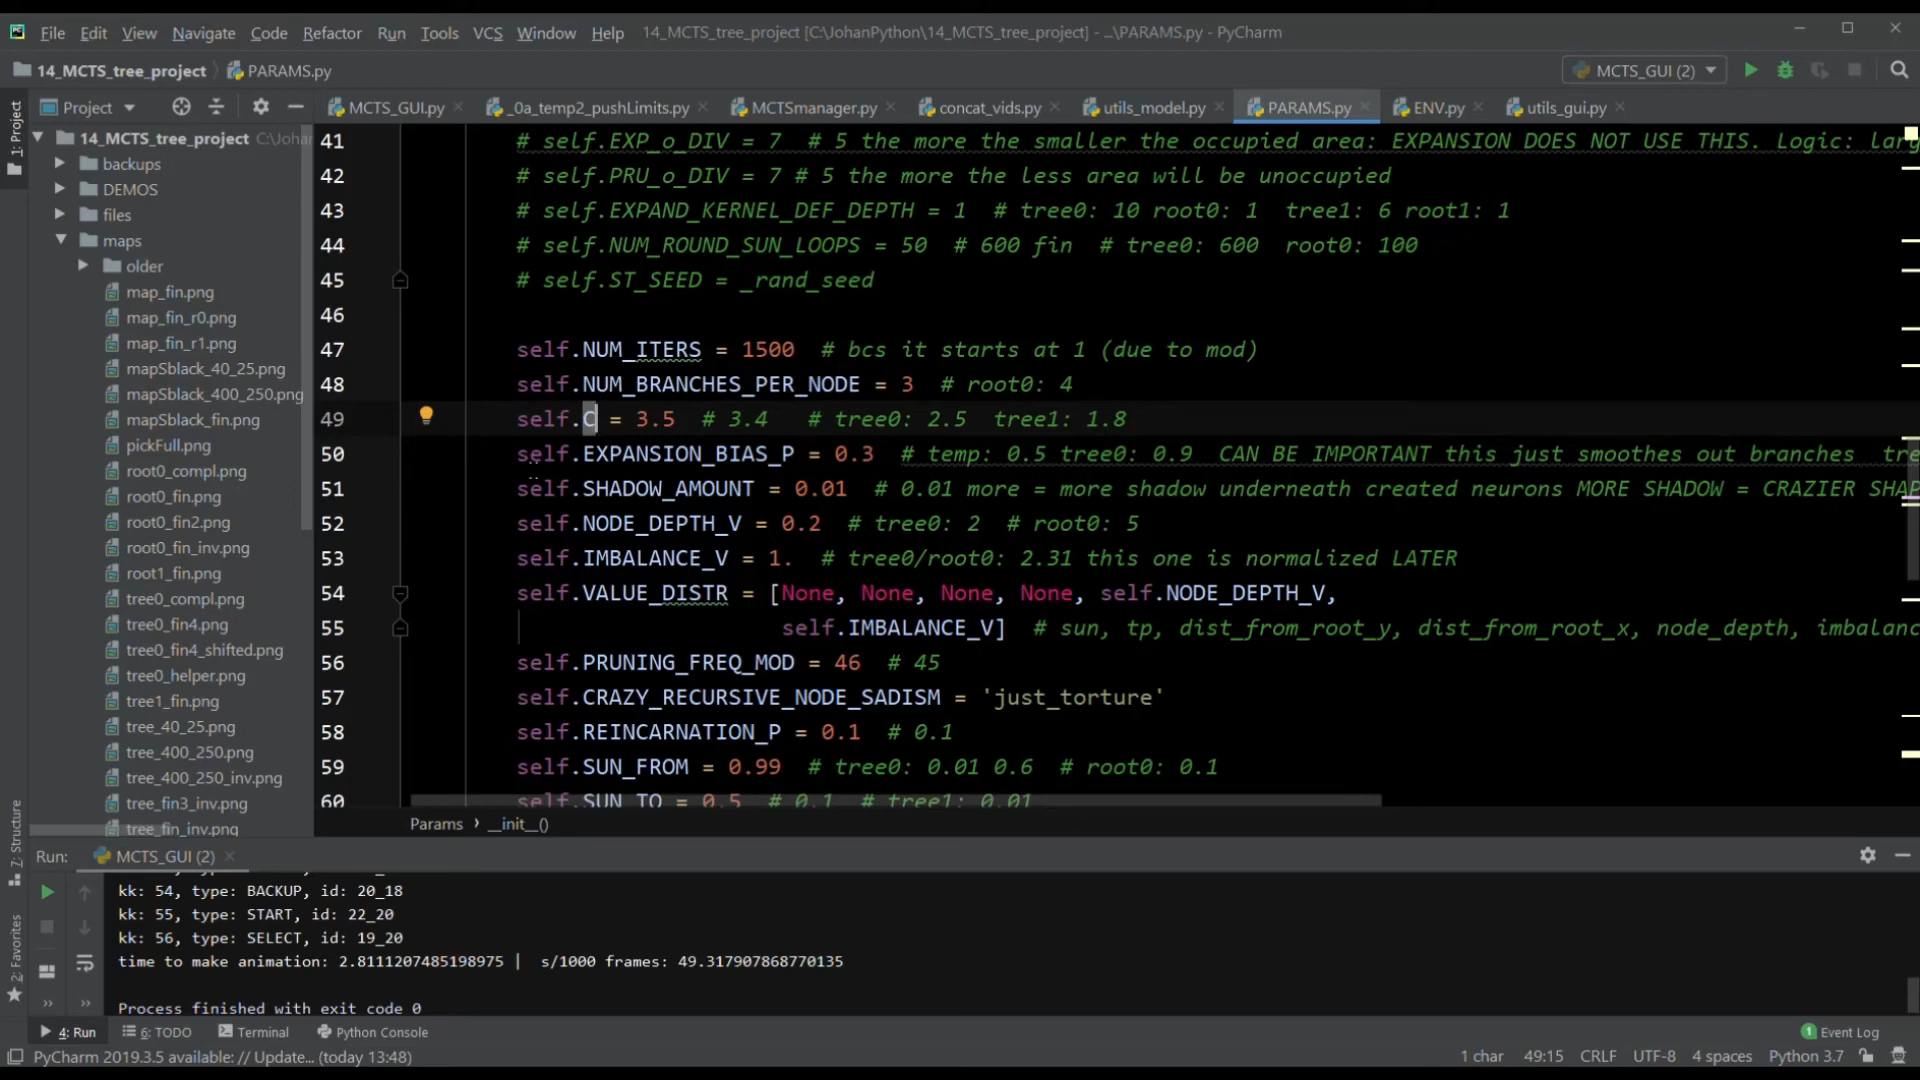 File Edit View Navigate Code Refactor Run Tools VCS Window Help 14_MCTS_tree_project [C:\JohanPython\14_MCTS_tree_project] - ...\PARAMS.py - PyCharm
14_MCTS_tree_project PARAMS.py MCTS_GUI (2)
Project MCTS_GUI.py _0a_temp2_pushLimits.py MCTSmanager.py concat_vids.py utils_model.py PARAMS.py ENV.py utils_gui.py
1: Project
14_MCTS_tree_project C:\Johan
backups
DEMOS
files
maps
older
map_fin.png
map_fin_r0.png
map_fin_r1.png
mapSblack_40_25.png
mapSblack_400_250.png
mapSblack_fin.png
pickFull.png
root0_compl.png
root0_fin.png
root0_fin2.png
root0_fin_inv.png
root1_fin.png
tree0_compl.png
tree0_fin4.png
tree0_fin4_shifted.png
tree0_helper.png
tree1_fin.png
tree_40_25.png
tree_400_250.png
tree_400_250_inv.png
tree_fin3_inv.png
tree_fin_inv.png
41 # self.EXP_o_DIV = 7 # 5 the more the smaller the occupied area: EXPANSION DOES NOT USE THIS. Logic: larg
42 # self.PRU_o_DIV = 7 # 5 the more the less area will be unoccupied
43 # self.EXPAND_KERNEL_DEF_DEPTH = 1 # tree0: 10 root0: 1 tree1: 6 root1: 1
44 # self.NUM_ROUND_SUN_LOOPS = 50 # 600 fin # tree0: 600 root0: 100
45 # self.ST_SEED = _rand_seed
46
47 self.NUM_ITERS = 1500 # bcs it starts at 1 (due to mod)
48 self.NUM_BRANCHES_PER_NODE = 3 # root0: 4
49 self.C = 3.5 # 3.4 # tree0: 2.5 tree1: 1.8
50 self.EXPANSION_BIAS_P = 0.3 # temp: 0.5 tree0: 0.9 CAN BE IMPORTANT this just smoothes out branches tre
51 self.SHADOW_AMOUNT = 0.01 # 0.01 more = more shadow underneath created neurons MORE SHADOW = CRAZIER SHAP
52 self.NODE_DEPTH_V = 0.2 # tree0: 2 # root0: 5
53 self.IMBALANCE_V = 1. # tree0/root0: 2.31 this one is normalized LATER
54 self.VALUE_DISTR = [None, None, None, None, self.NODE_DEPTH_V,
55 self.IMBALANCE_V] # sun, tp, dist_from_root_y, dist_from_root_x, node_depth, imbalanc
56 self.PRUNING_FREQ_MOD = 46 # 45
57 self.CRAZY_RECURSIVE_NODE_SADISM = 'just_torture'
58 self.REINCARNATION_P = 0.1 # 0.1
59 self.SUN_FROM = 0.99 # tree0: 0.01 0.6 # root0: 0.1
60 self.SUN_TO = 0.5 # 0.1 # tree1: 0.01
Params › __init__()
7: Structure
2: Favorites
Run: MCTS_GUI (2)
kk: 54, type: BACKUP, id: 20_18
kk: 55, type: START, id: 22_20
kk: 56, type: SELECT, id: 19_20
time to make animation: 2.8111207485198975 | s/1000 frames: 49.317907868770135
Process finished with exit code 0
4: Run 6: TODO Terminal Python Console 1 Event Log
PyCharm 2019.3.5 available: // Update... (today 13:48) 1 char 49:15 CRLF UTF-8 4 spaces Python 3.7